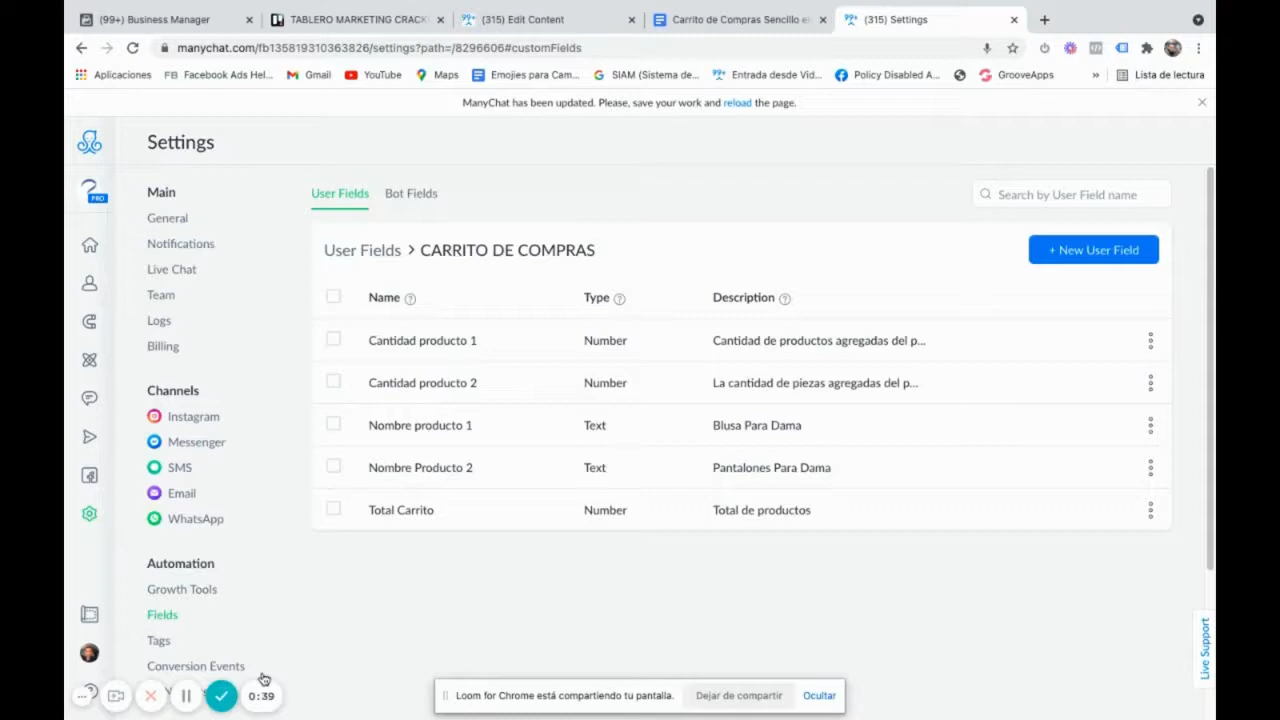 (99+) Business Manager
TABLERO MARKETING CRACK
(315) Edit Content
Carrito de Compras Sencillo e
(315) Settings
manychat.com/fb135819310363826/settings?path=/8296606#customFields
Aplicaciones
FB Facebook Ads Hel...
Gmail
YouTube
Maps
Emojies para Cam...
SIAM (Sistema de...
Entrada desde Vid...
Policy Disabled A...
GrooveApps
»
Lista de lectura
ManyChat has been updated. Please, save your work and reload the page.
Settings
PRO
Main
General
Notifications
Live Chat
Team
Logs
Billing
Channels
Instagram
Messenger
SMS
Email
WhatsApp
Automation
Growth Tools
Fields
Tags
Conversion Events
User Fields
Bot Fields
Search by User Field name
User Fields > CARRITO DE COMPRAS
+ New User Field
Name
Type
Description
Cantidad producto 1
Number
Cantidad de productos agregadas del p...
Cantidad producto 2
Number
La cantidad de piezas agregadas del p...
Nombre producto 1
Text
Blusa Para Dama
Nombre Producto 2
Text
Pantalones Para Dama
Total Carrito
Number
Total de productos
Live Support
0:39
Loom for Chrome está compartiendo tu pantalla.
Dejar de compartir
Ocultar